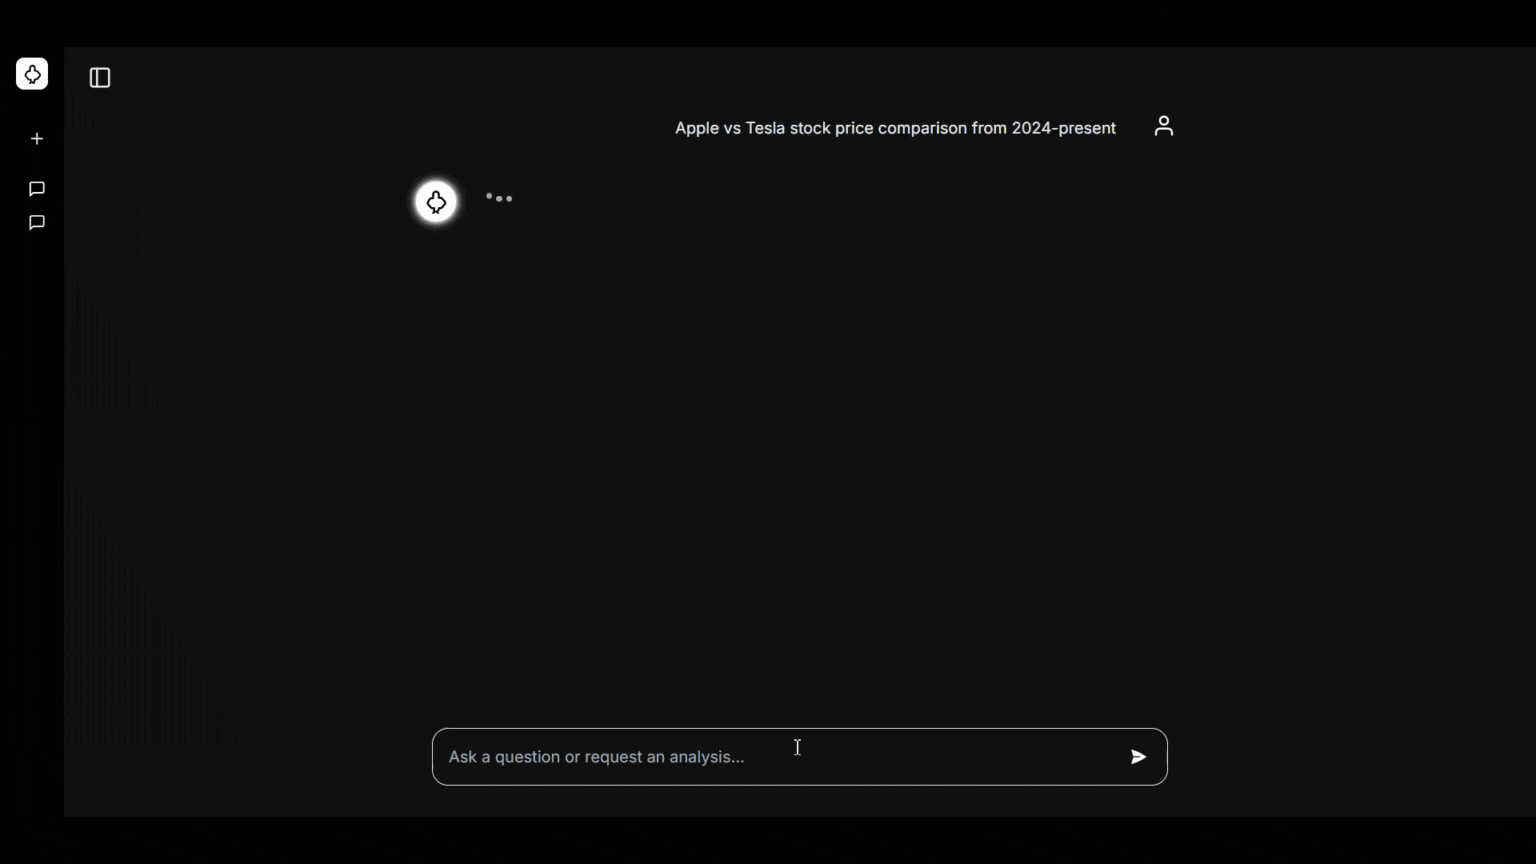 Apple vs Tesla stock price comparison from 2024-present
Ask a question or request an analysis...